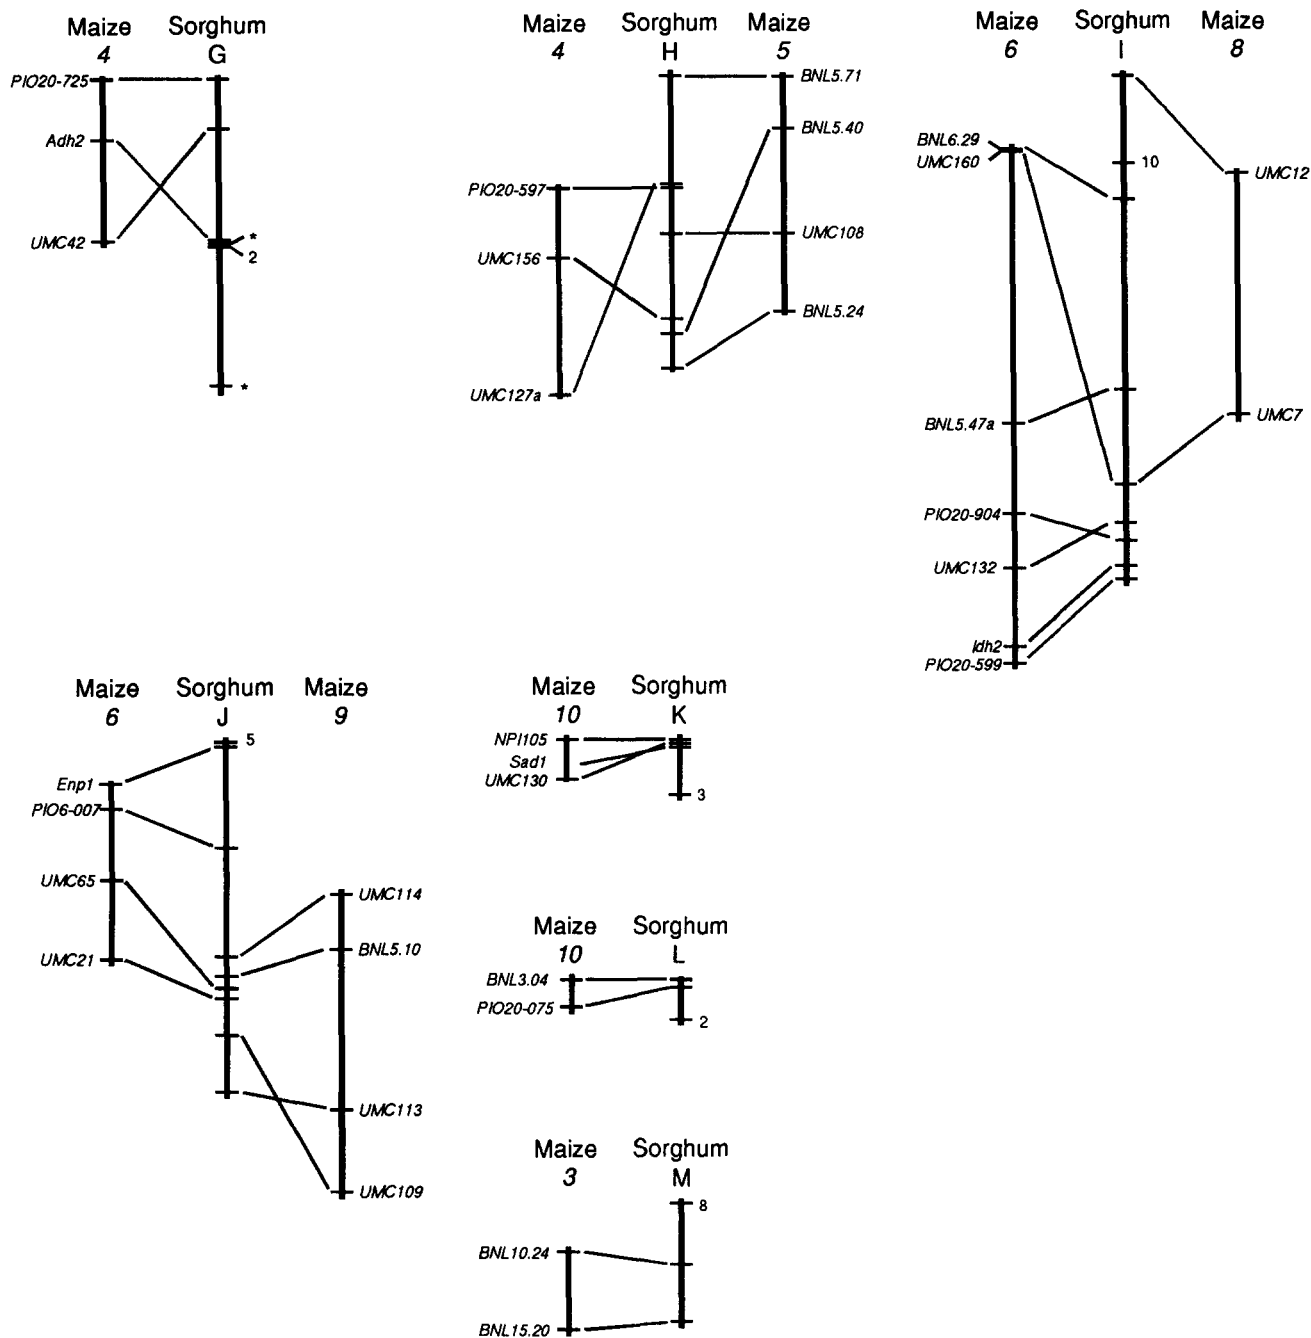 Maize Sorghum
4 G
PIO20-725
Adh2
UMC42
*
2
*
Maize Sorghum Maize
4 H 5
BNL5.71
BNL5.40
PIO20-597
UMC108
UMC156
BNL5.24
UMC127a
Maize Sorghum Maize
6 I 8
BNL6.29
UMC160
10
UMC12
BNL5.47a
UMC7
PIO20-904
UMC132
Idh2
PIO20-599
Maize Sorghum Maize
6 J 9
5
Enp1
PIO6-007
UMC65
UMC114
UMC21
BNL5.10
UMC113
UMC109
Maize Sorghum
10 K
NPI105
Sad1
UMC130
3
Maize Sorghum
10 L
BNL3.04
PIO20-075
2
Maize Sorghum
3 M
8
BNL10.24
BNL15.20